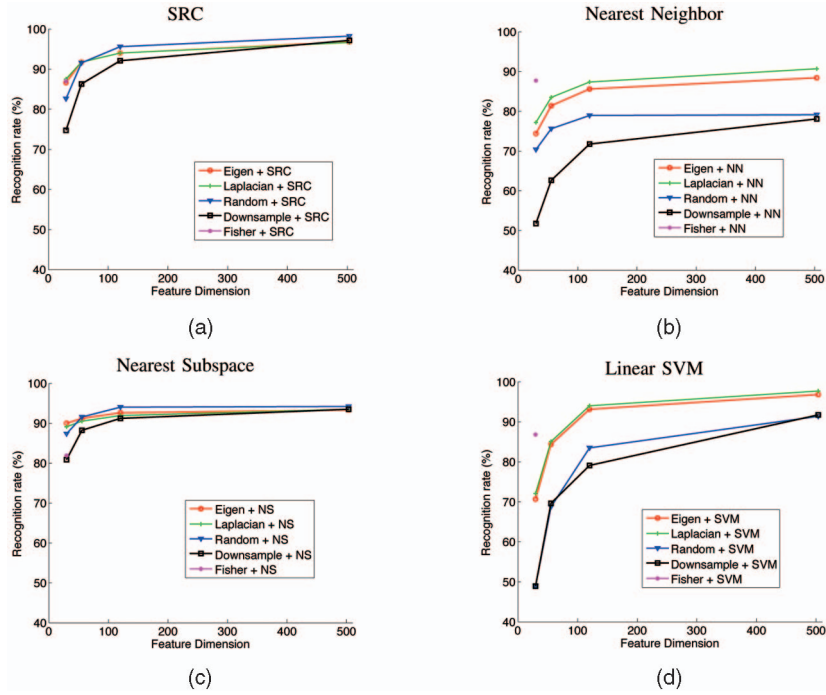 SRC
100
90
80
70
60
50
40
Recognition rate (%)
Eigen + SRC
Laplacian + SRC
Random + SRC
Downsample + SRC
Fisher + SRC
0 100 200 300 400 500
Feature Dimension
(a)
Nearest Neighbor
100
90
80
70
60
50
40
Recognition rate (%)
Eigen + NN
Laplacian + NN
Random + NN
Downsample + NN
Fisher + NN
0 100 200 300 400 500
Feature Dimension
(b)
Nearest Subspace
100
90
80
70
60
50
40
Recognition rate (%)
Eigen + NS
Laplacian + NS
Random + NS
Downsample + NS
Fisher + NS
0 100 200 300 400 500
Feature Dimension
(c)
Linear SVM
100
90
80
70
60
50
40
Recognition rate (%)
Eigen + SVM
Laplacian + SVM
Random + SVM
Downsample + SVM
Fisher + SVM
0 100 200 300 400 500
Feature Dimension
(d)